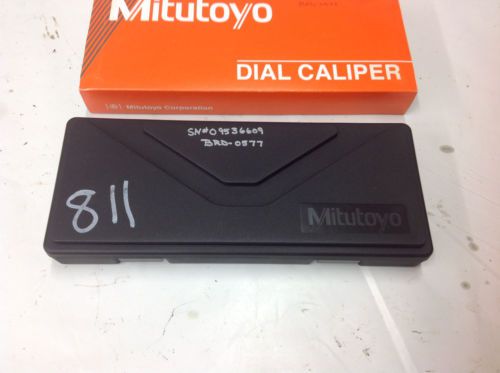 Mitutoyo
DIAL CALIPER
Mitutoyo Corporation
SN#09536609
BRD-0577
811
Mitutoyo